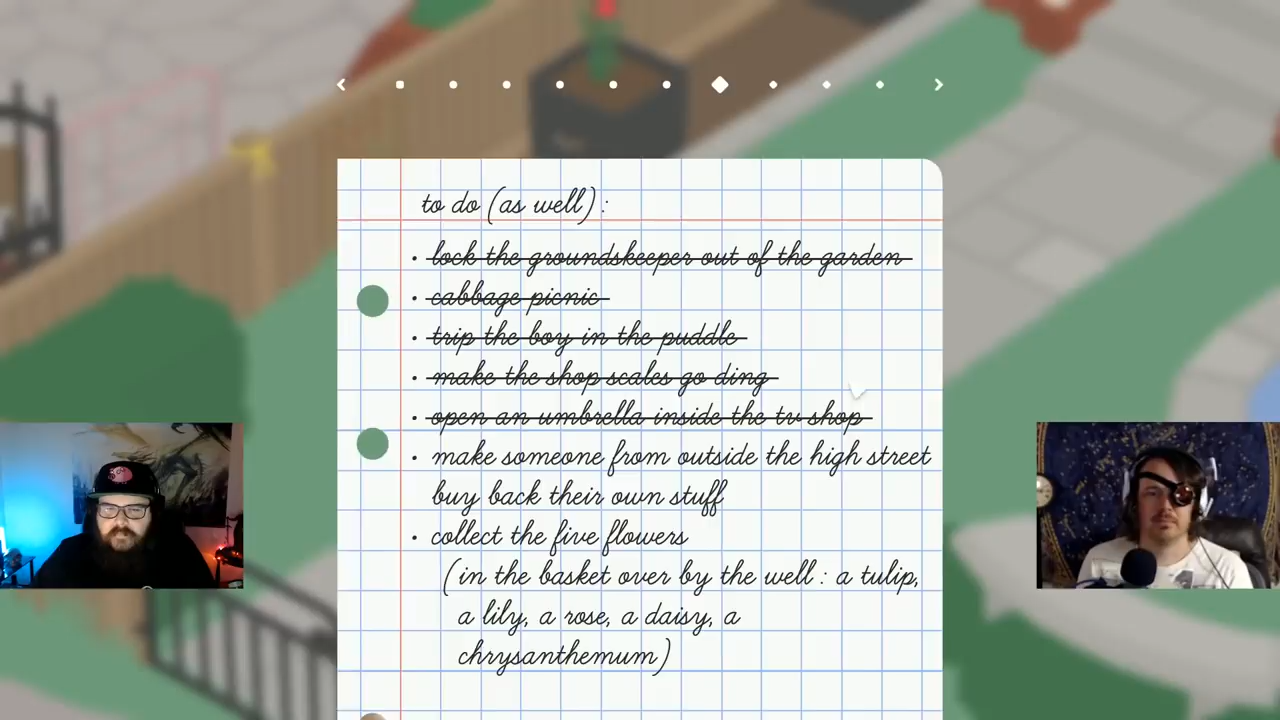 to do (as well) :
• lock the groundskeeper out of the garden
• cabbage picnic
• trip the boy in the puddle
• make the shop scales go ding
• open an umbrella inside the tv shop
• make someone from outside the high street
buy back their own stuff
• collect the five flowers
(in the basket over by the well : a tulip,
a lily, a rose, a daisy, a
chrysanthemum)